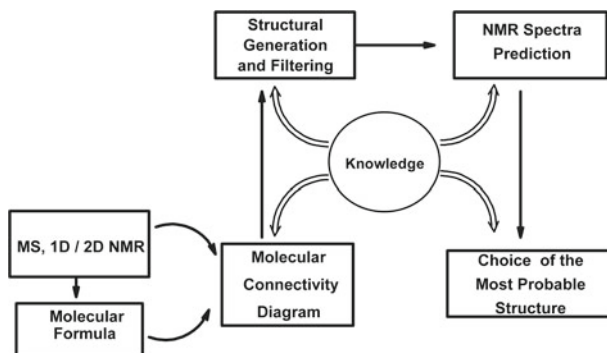 Structural
Generation
and Filtering
NMR Spectra
Prediction
Knowledge
MS, 1D / 2D NMR
Molecular
Formula
Molecular
Connectivity
Diagram
Choice of the
Most Probable
Structure